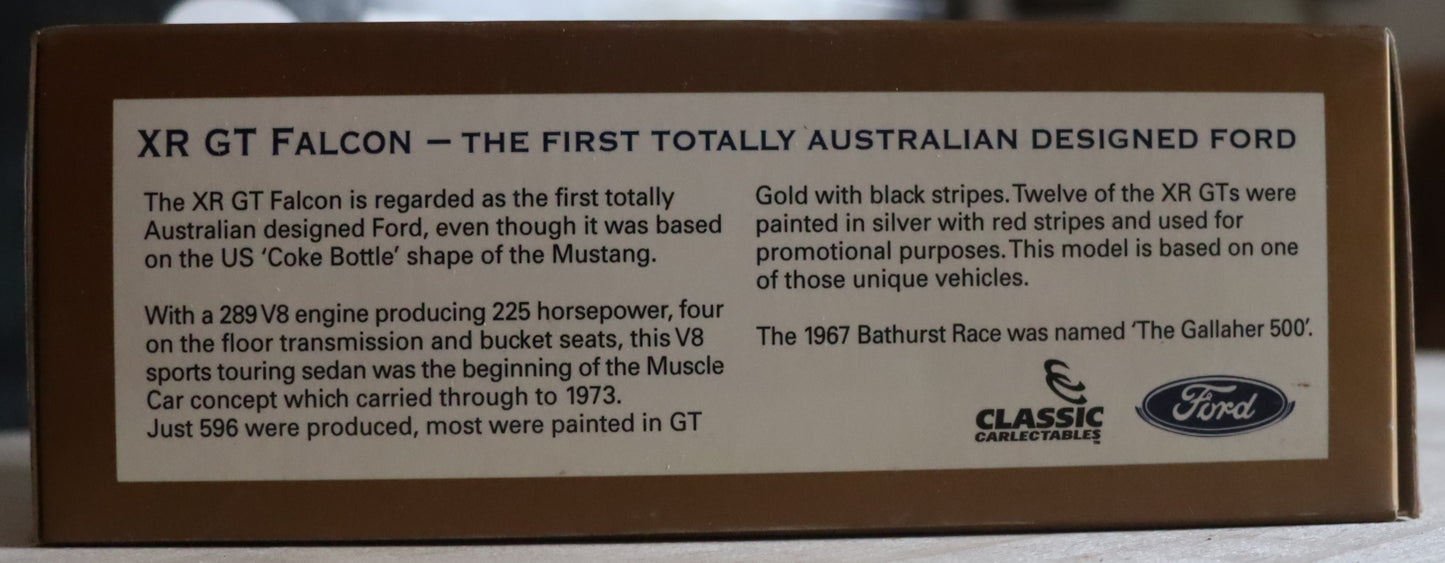 XR GT FALCON – THE FIRST TOTALLY AUSTRALIAN DESIGNED FORD
The XR GT Falcon is regarded as the first totally
Australian designed Ford, even though it was based
on the US ‘Coke Bottle’ shape of the Mustang.
With a 289 V8 engine producing 225 horsepower, four
on the floor transmission and bucket seats, this V8
sports touring sedan was the beginning of the Muscle
Car concept which carried through to 1973.
Just 596 were produced, most were painted in GT
Gold with black stripes. Twelve of the XR GTs were
painted in silver with red stripes and used for
promotional purposes. This model is based on one
of those unique vehicles.
The 1967 Bathurst Race was named ‘The Gallaher 500’.
CLASSIC
CARLECTABLES™
Ford